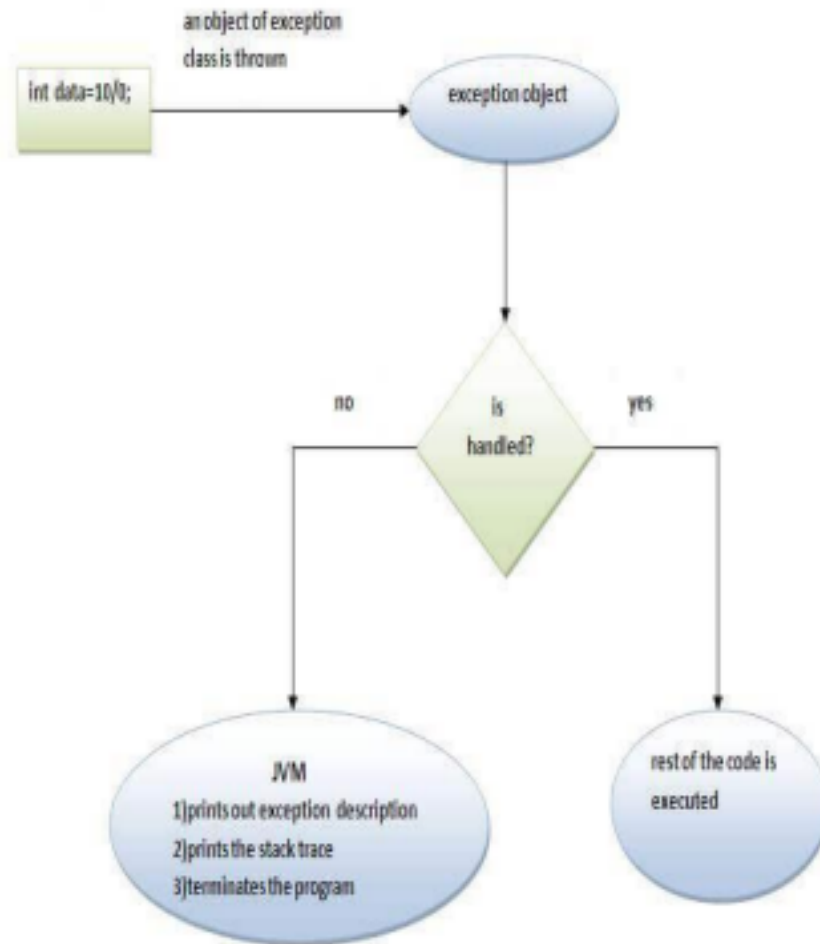 an object of exception
class is thrown
int data=10/0;
exception object
no
is
handled?
yes
JVM
1)prints out exception description
2)prints the stack trace
3)terminates the program
rest of the code is
executed